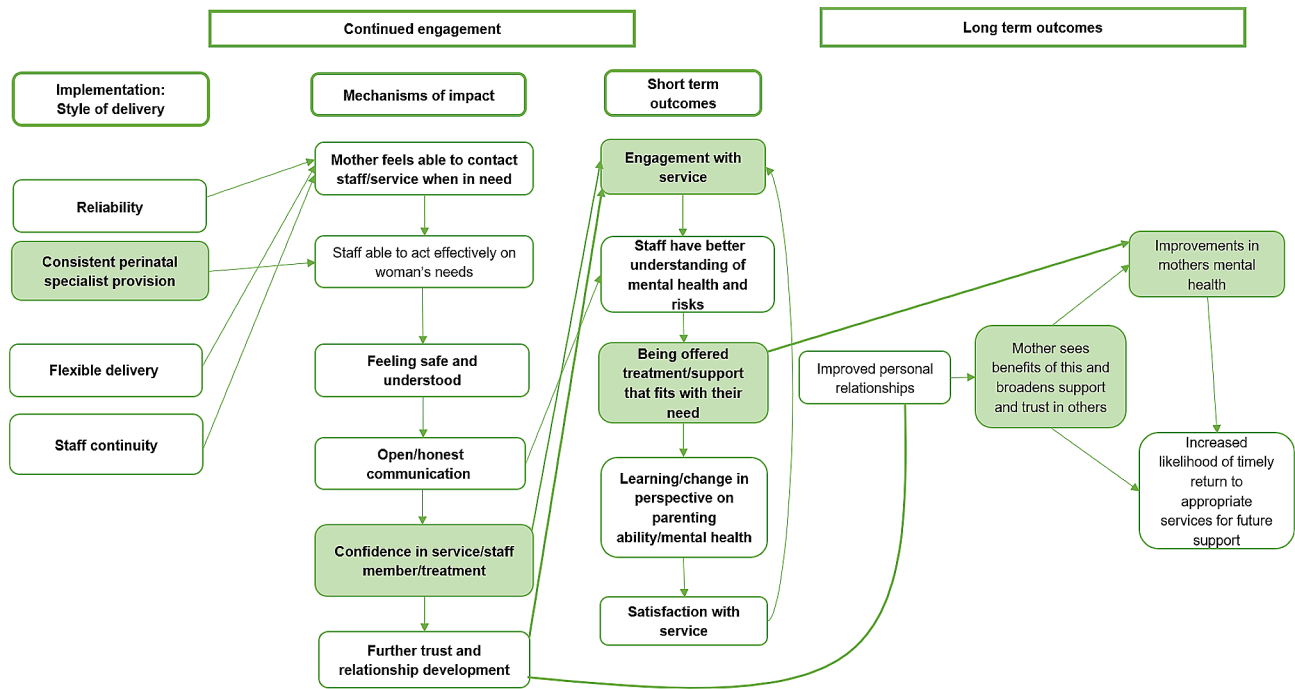 Continued engagement
Long term outcomes
Implementation:
Style of delivery
Mechanisms of impact
Short term
outcomes
Reliability
Consistent perinatal
specialist provision
Flexible delivery
Staff continuity
Mother feels able to contact
staff/service when in need
Staff able to act effectively on
woman's needs
Feeling safe and
understood
Open/honest
communication
Confidence in service/staff
member/treatment
Further trust and
relationship development
Engagement with
service
Staff have better
understanding of
mental health and
risks
Being offered
treatment/support
that fits with their
need
Learning/change in
perspective on
parenting
ability/mental health
Satisfaction with
service
Improved personal
relationships
Mother sees
benefits of this and
broadens support
and trust in others
Improvements in
mothers mental
health
Increased
likelihood of timely
return to
appropriate
services for future
support